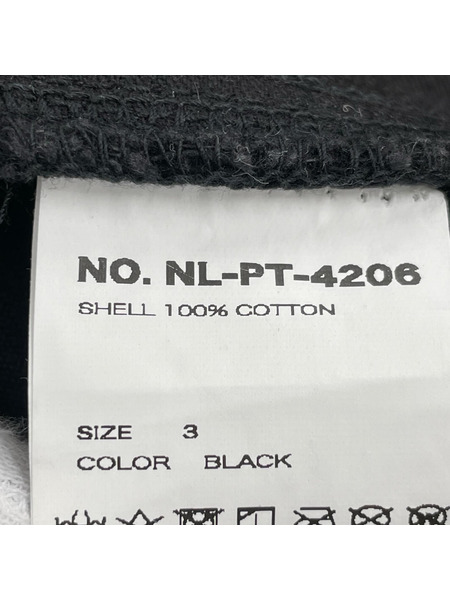 NO. NL-PT-4206
SHELL 100% COTTON
SIZE 3
COLOR BLACK